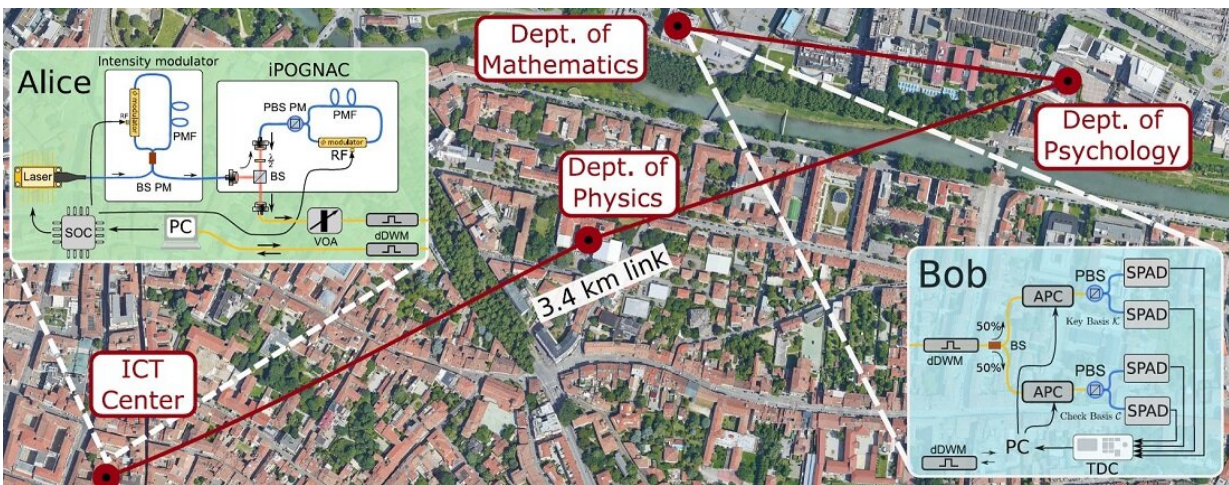 Alice
Intensity modulator
RF
Φ modulator
PMF
BS PM
Laser
SOC
PC
iPOGNAC
PBS PM
PMF
Φ modulator
RF
BS
VOA
dDWM
dDWM
Dept. of
Mathematics
Dept. of
Psychology
Dept. of
Physics
3.4 km link
ICT
Center
Bob
dDWM
50%
BS
50%
APC
PBS
SPAD
SPAD
Key Basis 𝒦
APC
PBS
SPAD
SPAD
Check Basis 𝒞
dDWM
PC
TDC